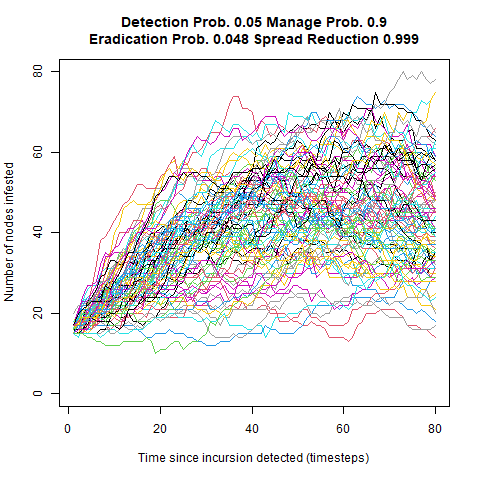 Detection Prob. 0.05 Manage Prob. 0.9
Eradication Prob. 0.048 Spread Reduction 0.999
Number of nodes infested
80
60
40
20
0
0 20 40 60 80
Time since incursion detected (timesteps)